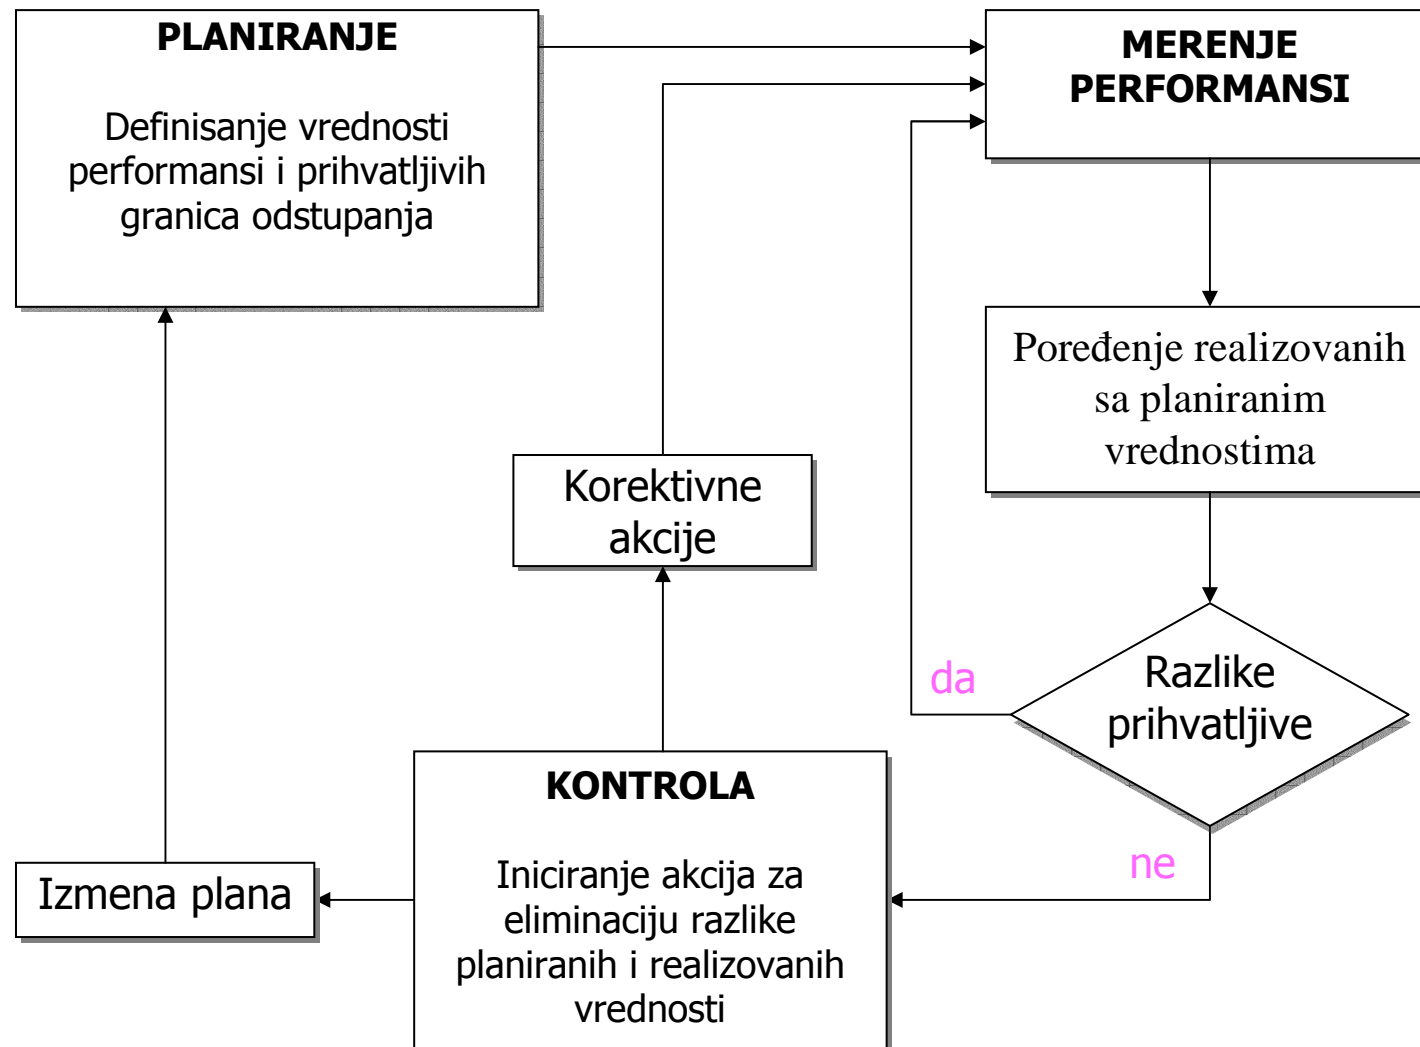 PLANIRANJE
Definisanje vrednosti
performansi i prihvatljivih
granica odstupanja
MERENJE
PERFORMANSI
Poređenje realizovanih
sa planiranim
vrednostima
Korektivne
akcije
da
Razlike
prihvatljive
ne
KONTROLA
Iniciranje akcija za
eliminaciju razlike
planiranih i realizovanih
vrednosti
Izmena plana